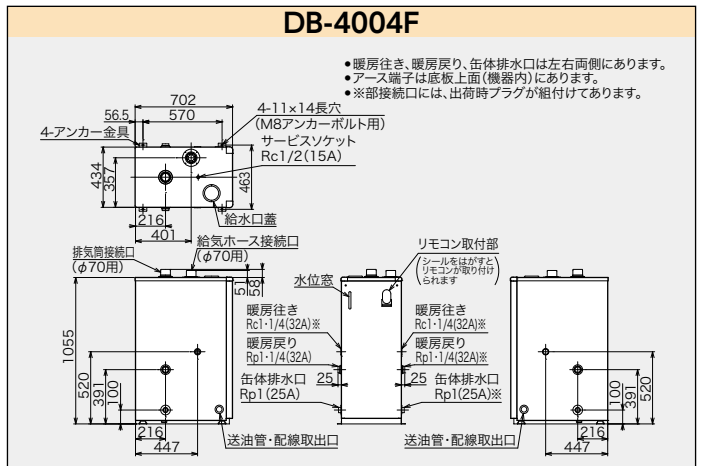 DB-4004F
•暖房往き、暖房戻り、缶体排水口は左右両側にあります。
•アース端子は底板上面(機器内)にあります。
•※部接続口には、出荷時プラグが組付けてあります。
702
56.5
570
4-11×14長穴
(M8アンカーボルト用)
4-アンカー金具
サービスソケット
Rc1/2(15A)
434
357
463
216
401
給水口蓋
排気筒接続口
(φ70用)
給気ホース接続口
(φ70用)
51
58
水位窓
リモコン取付部
(シールをはがすと
リモコンが取り付け
られます)
暖房往き
Rc1・1/4(32A)※
暖房往き
Rc1・1/4(32A)※
暖房戻り
Rp1・1/4(32A)
暖房戻り
Rp1・1/4(32A)※
缶体排水口
Rp1(25A)
25
25
缶体排水口
Rp1(25A)※
1055
520
391
100
216
447
送油管・配線取出口
送油管・配線取出口
100
391
520
216
447